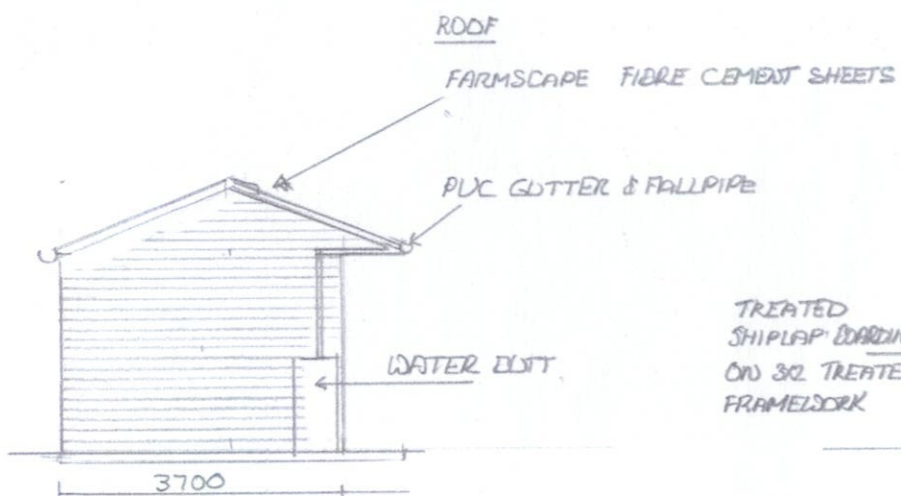 ROOF
FARMSCAPE FIBRE CEMENT SHEETS
PVC GUTTER & FALLPIPE
TREATED
SHIPLAP BOARDIN
ON 3X2 TREATE
FRAMEWORK
WATER BUTT
3700